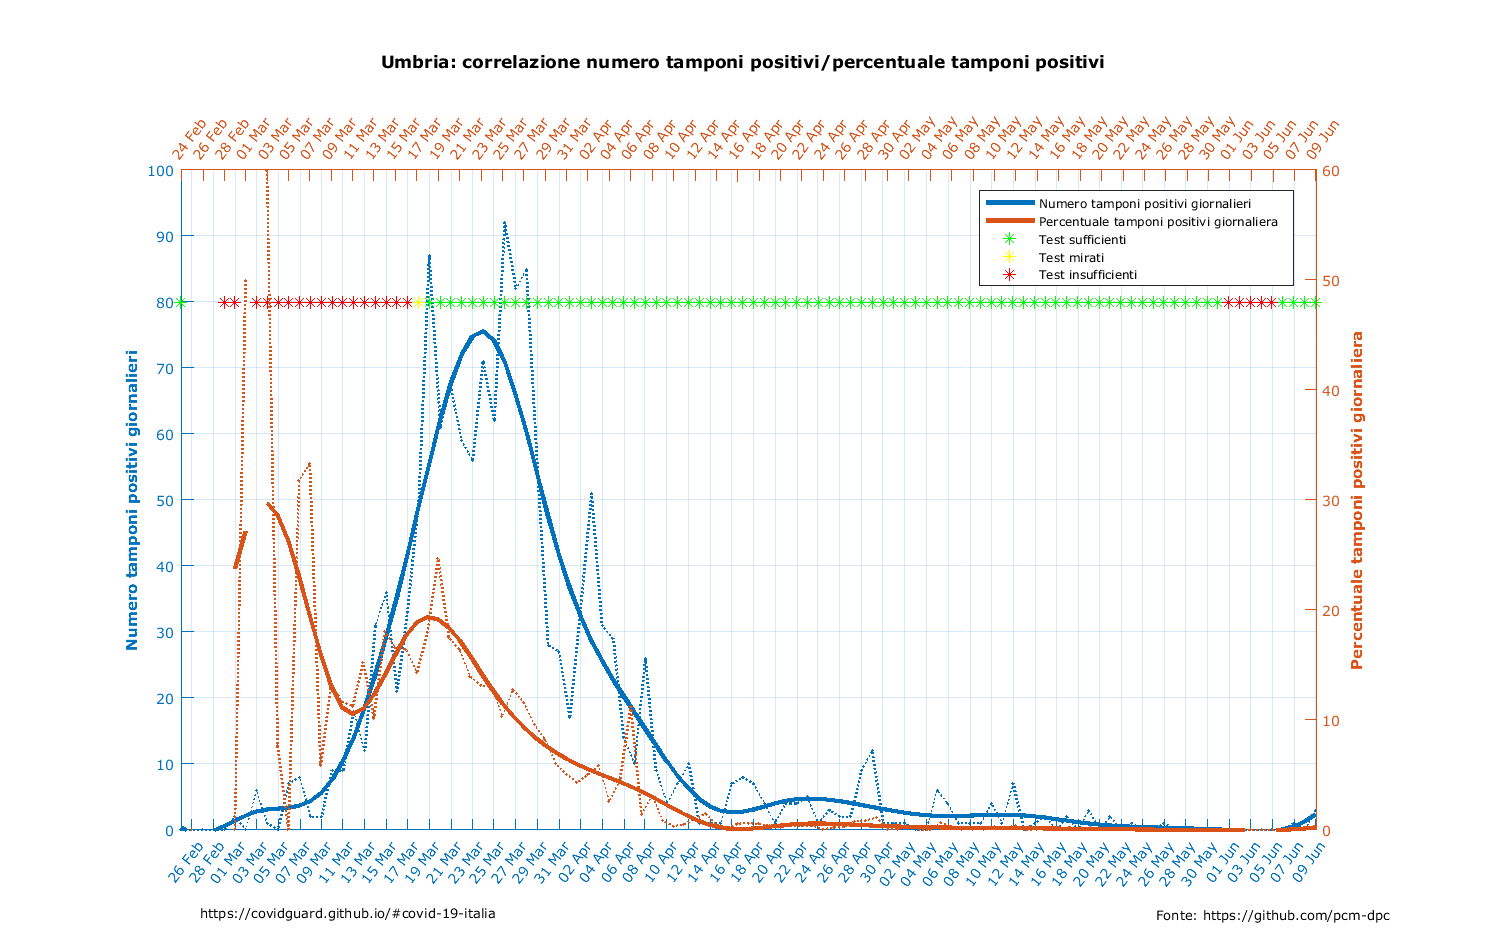 Umbria: correlazione numero tamponi positivi/percentuale tamponi positivi
24 Feb
26 Feb
28 Feb
01 Mar
03 Mar
05 Mar
07 Mar
09 Mar
11 Mar
13 Mar
15 Mar
17 Mar
19 Mar
21 Mar
23 Mar
25 Mar
27 Mar
29 Mar
31 Mar
02 Apr
04 Apr
06 Apr
08 Apr
10 Apr
12 Apr
14 Apr
16 Apr
18 Apr
20 Apr
22 Apr
24 Apr
26 Apr
28 Apr
30 Apr
02 May
04 May
06 May
08 May
10 May
12 May
14 May
16 May
18 May
20 May
22 May
24 May
26 May
28 May
30 May
01 Jun
03 Jun
05 Jun
07 Jun
09 Jun
100
90
80
70
60
50
40
30
20
10
0
Numero tamponi positivi giornalieri
Numero tamponi positivi giornalieri
Percentuale tamponi positivi giornaliera
Test sufficienti
Test mirati
Test insufficienti
60
50
40
30
20
10
0
Percentuale tamponi positivi giornaliera
26 Feb
28 Feb
01 Mar
03 Mar
05 Mar
07 Mar
09 Mar
11 Mar
13 Mar
15 Mar
17 Mar
19 Mar
21 Mar
23 Mar
25 Mar
27 Mar
29 Mar
31 Mar
02 Apr
04 Apr
06 Apr
08 Apr
10 Apr
12 Apr
14 Apr
16 Apr
18 Apr
20 Apr
22 Apr
24 Apr
26 Apr
28 Apr
30 Apr
02 May
04 May
06 May
08 May
10 May
12 May
14 May
16 May
18 May
20 May
22 May
24 May
26 May
28 May
30 May
01 Jun
03 Jun
05 Jun
07 Jun
09 Jun
https://covidguard.github.io/#covid-19-italia
Fonte: https://github.com/pcm-dpc